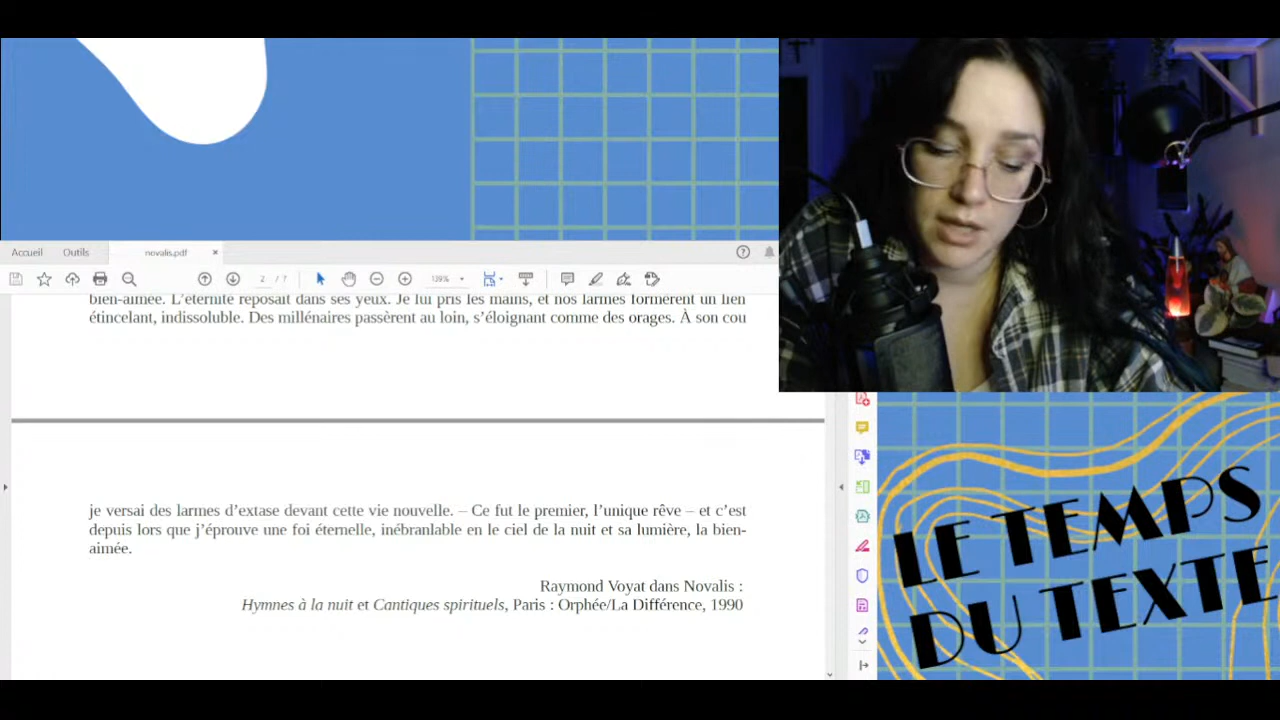 Accueil Outils novalis.pdf
2 / 7 139%
bien-aimée. L'éternité reposait dans ses yeux. Je lui pris les mains, et nos larmes formèrent un lien
étincelant, indissoluble. Des millénaires passèrent au loin, s'éloignant comme des orages. À son cou
je versai des larmes d'extase devant cette vie nouvelle. – Ce fut le premier, l'unique rêve – et c'est
depuis lors que j'éprouve une foi éternelle, inébranlable en le ciel de la nuit et sa lumière, la bien-
aimée.
Raymond Voyat dans Novalis :
Hymnes à la nuit et Cantiques spirituels, Paris : Orphée/La Différence, 1990
LE TEMPS
DU TEXTE